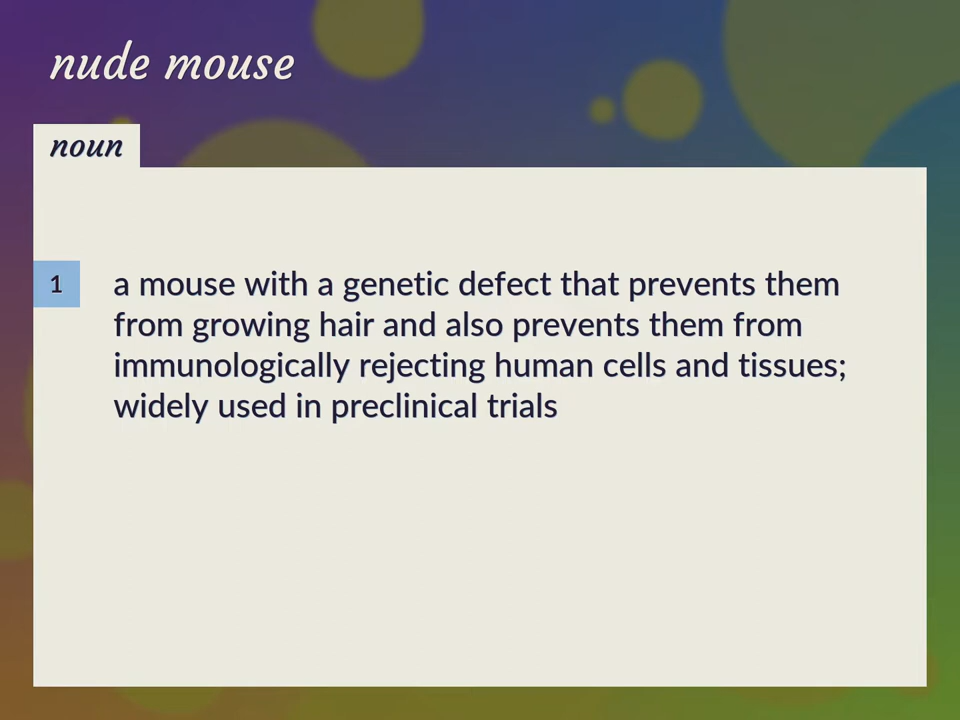 nude mouse
noun
1
a mouse with a genetic defect that prevents them
from growing hair and also prevents them from
immunologically rejecting human cells and tissues;
widely used in preclinical trials